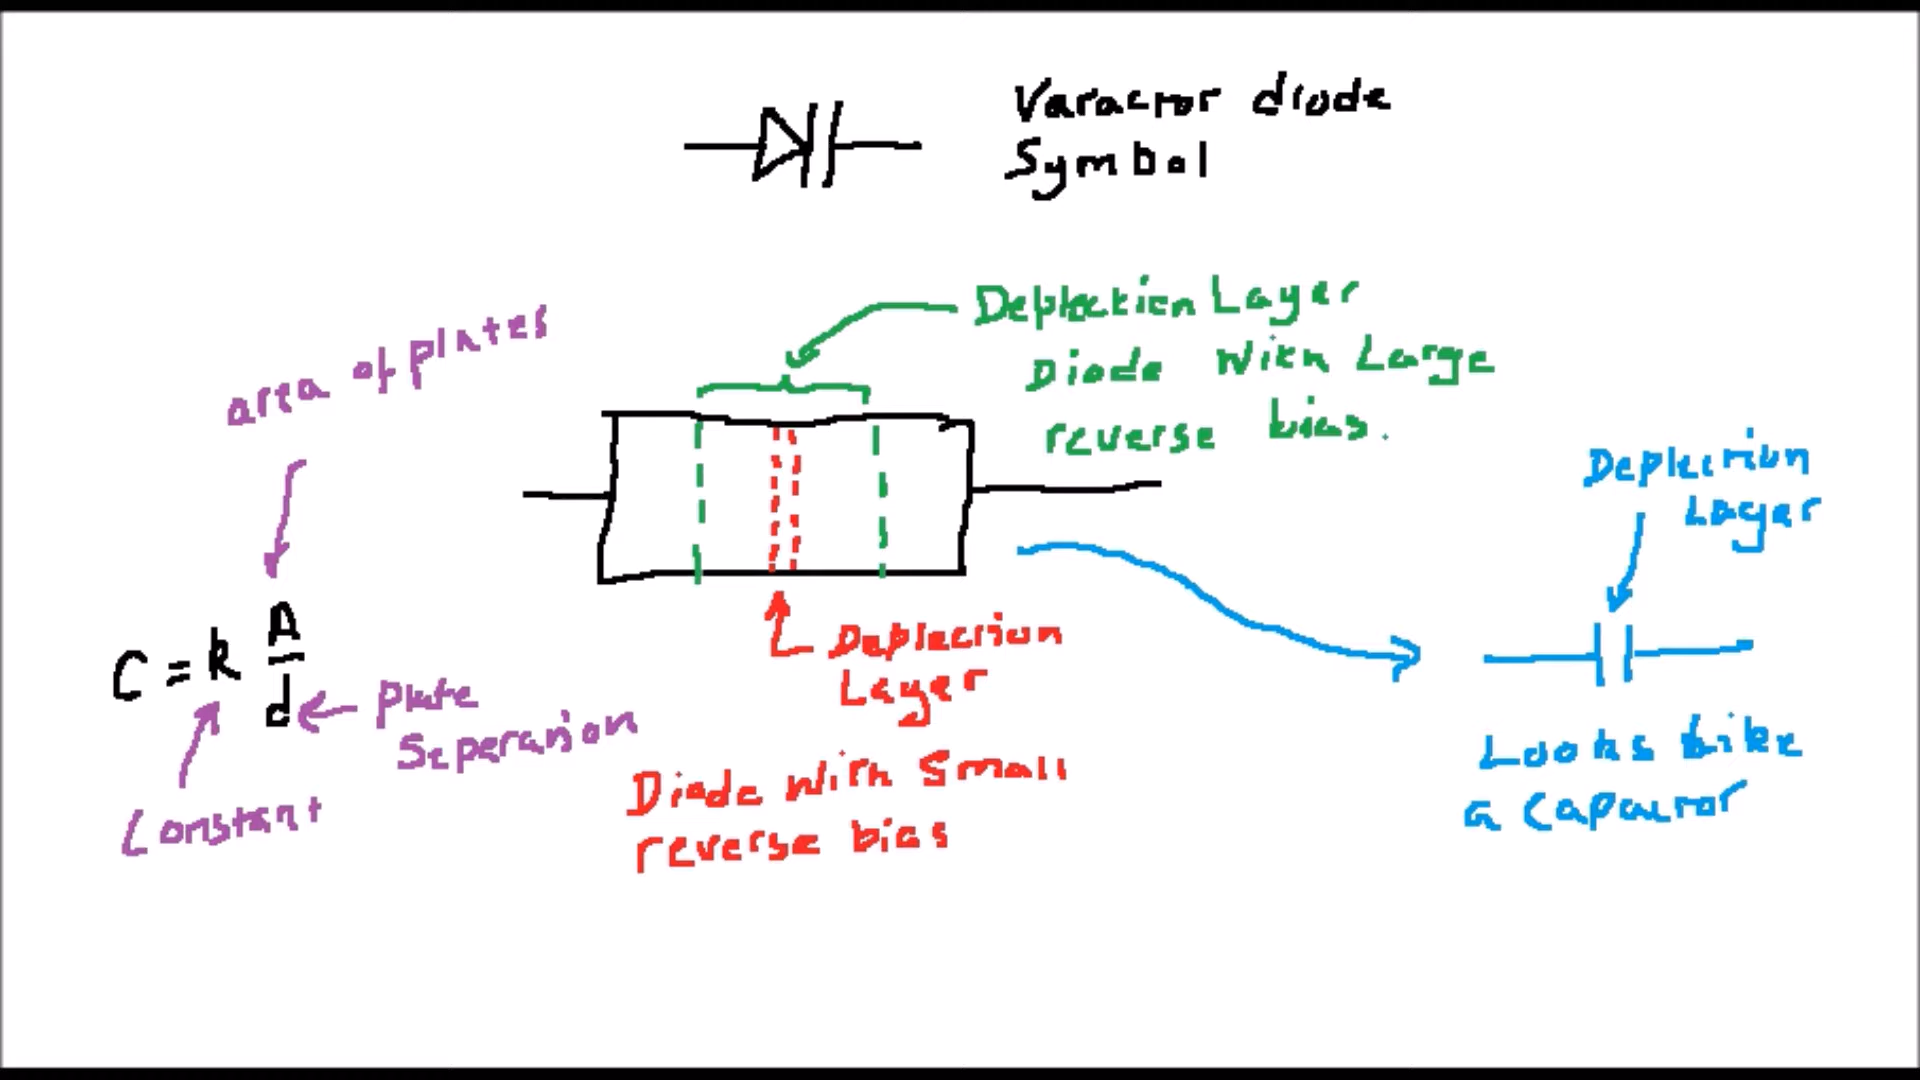 Varactor diode
Symbol
Deplection Layer
Diode with Large
reverse bias.
area of plates
Deplection
Layer
C = k A/d
Plate
Seperation
Constant
Deplection
Layer
Diode with Small
reverse bias
Looks like
a Capacitor